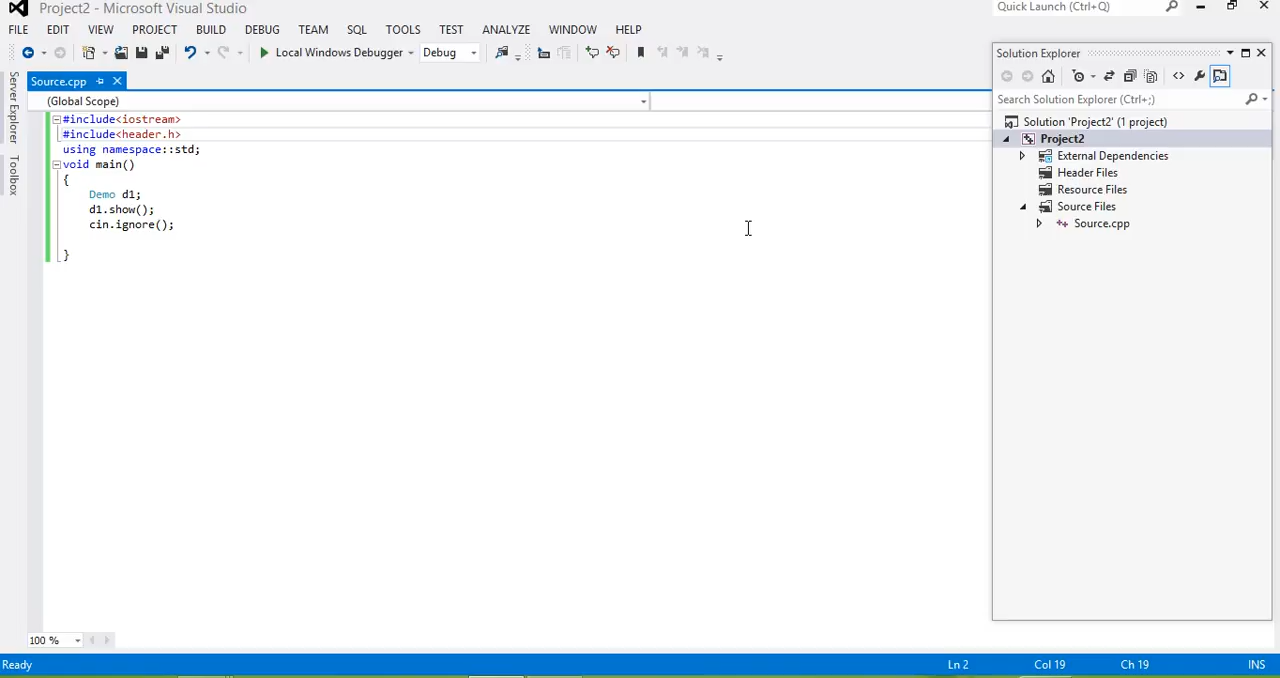 Project2 - Microsoft Visual Studio
Quick Launch (Ctrl+Q)
FILE EDIT VIEW PROJECT BUILD DEBUG TEAM SQL TOOLS TEST ANALYZE WINDOW HELP
Local Windows Debugger Debug
Server Explorer
Toolbox
Source.cpp
(Global Scope)
#include<iostream>
#include<header.h>
using namespace::std;
void main()
{
Demo d1;
d1.show();
cin.ignore();
}
100 %
Solution Explorer
Search Solution Explorer (Ctrl+;)
Solution 'Project2' (1 project)
Project2
External Dependencies
Header Files
Resource Files
Source Files
Source.cpp
Ready Ln 2 Col 19 Ch 19 INS